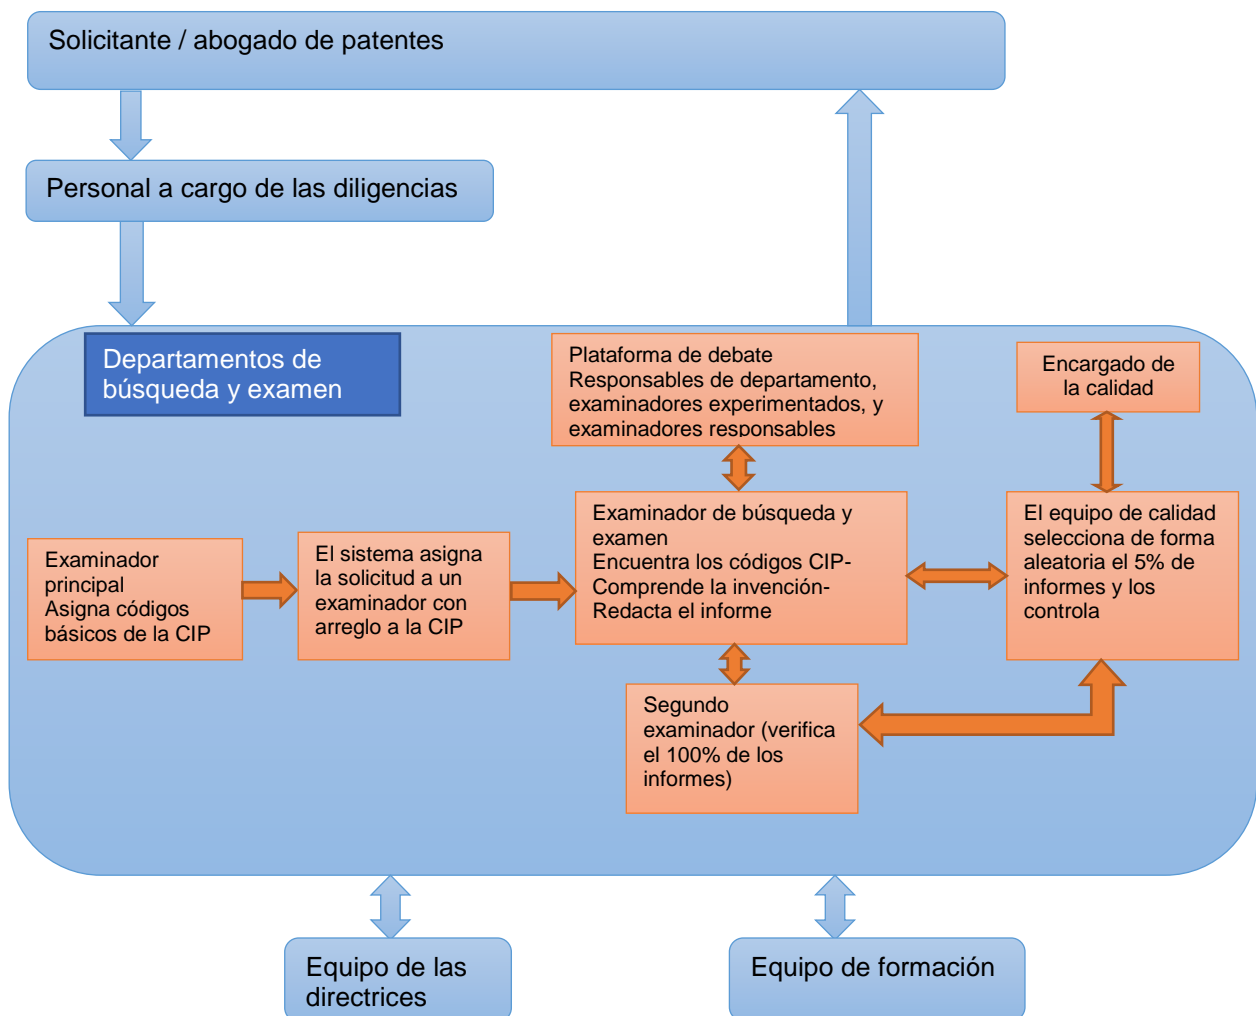 Solicitante / abogado de patentes
Personal a cargo de las diligencias
Departamentos de
búsqueda y examen
Plataforma de debate
Responsables de departamento,
examinadores experimentados, y
examinadores responsables
Encargado de
la calidad
Examinador
principal
Asigna códigos
básicos de la CIP
El sistema asigna
la solicitud a un
examinador con
arreglo a la CIP
Examinador de búsqueda y
examen
Encuentra los códigos CIP-
Comprende la invención-
Redacta el informe
El equipo de calidad
selecciona de forma
aleatoria el 5% de
informes y los
controla
Segundo
examinador (verifica
el 100% de los
informes)
Equipo de las
directrices
Equipo de formación